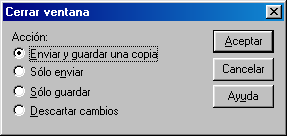 Cerrar ventana
Acción:
Enviar y guardar una copia
Sólo enviar
Sólo guardar
Descartar cambios
Aceptar
Cancelar
Ayuda